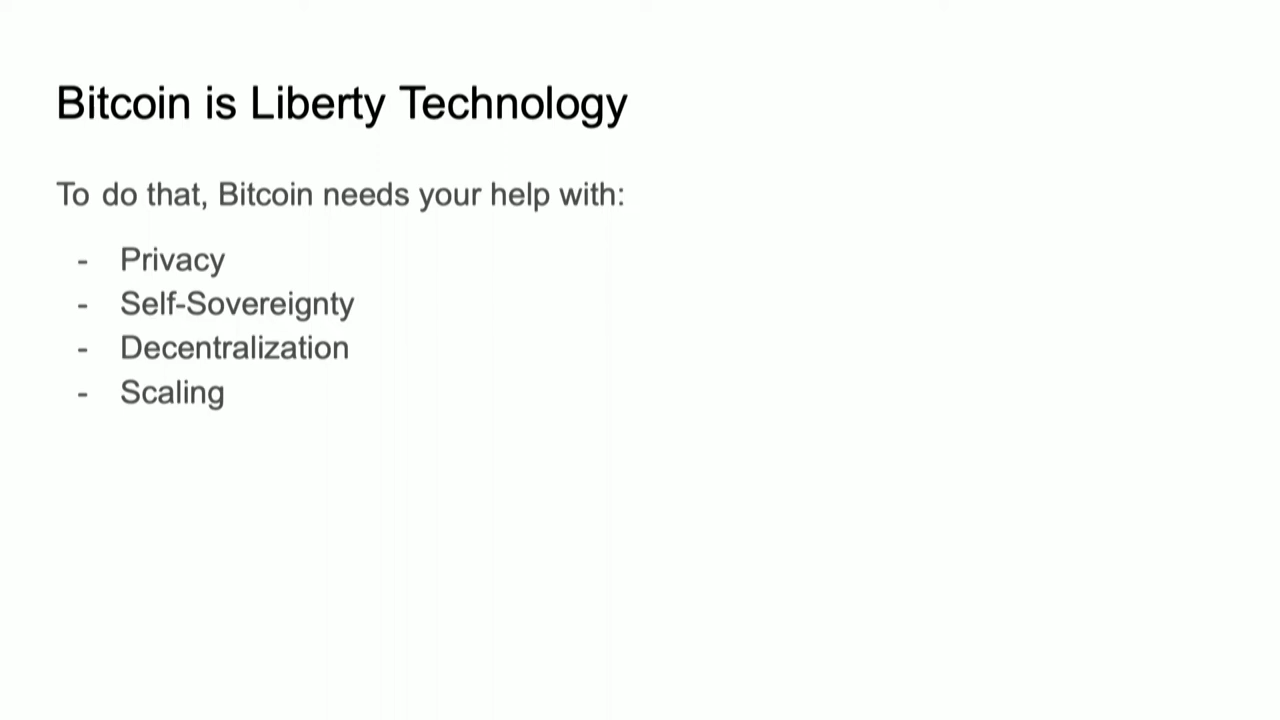 Bitcoin is Liberty Technology
To do that, Bitcoin needs your help with:
- Privacy
- Self-Sovereignty
- Decentralization
- Scaling